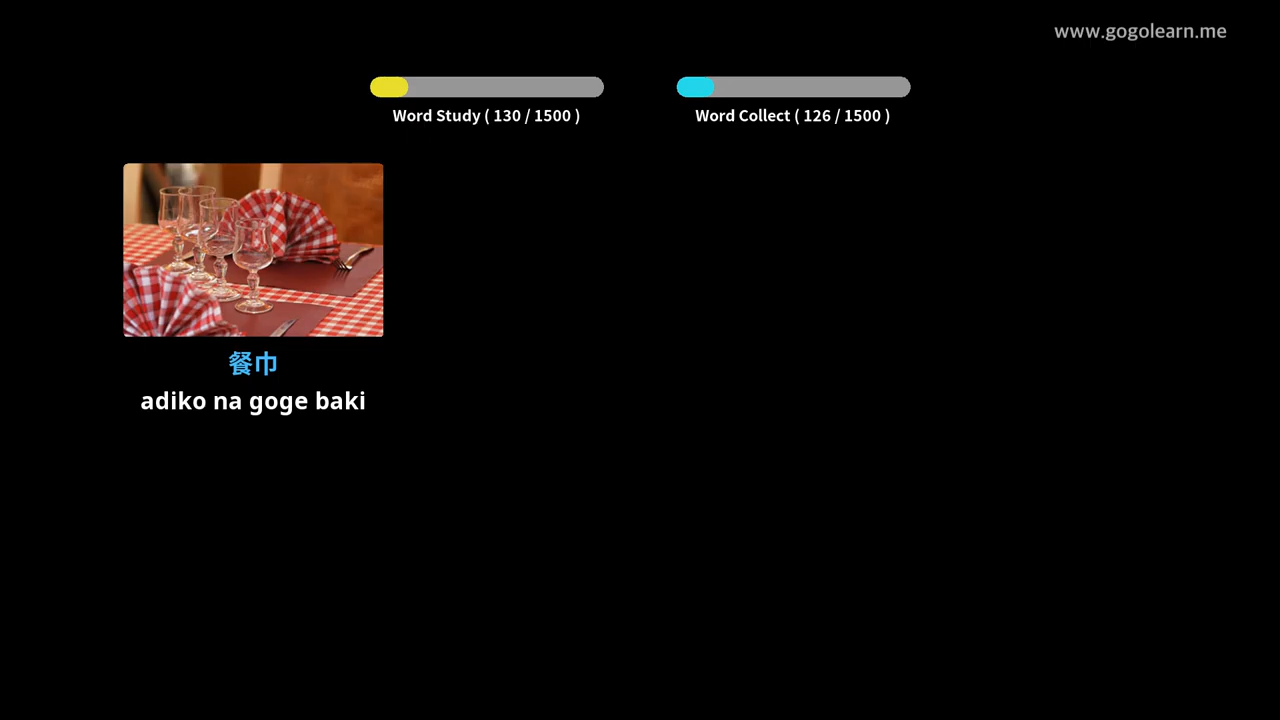 www.gogolearn.me
Word Study ( 130 / 1500 )
Word Collect ( 126 / 1500 )
餐巾
adiko na goge baki